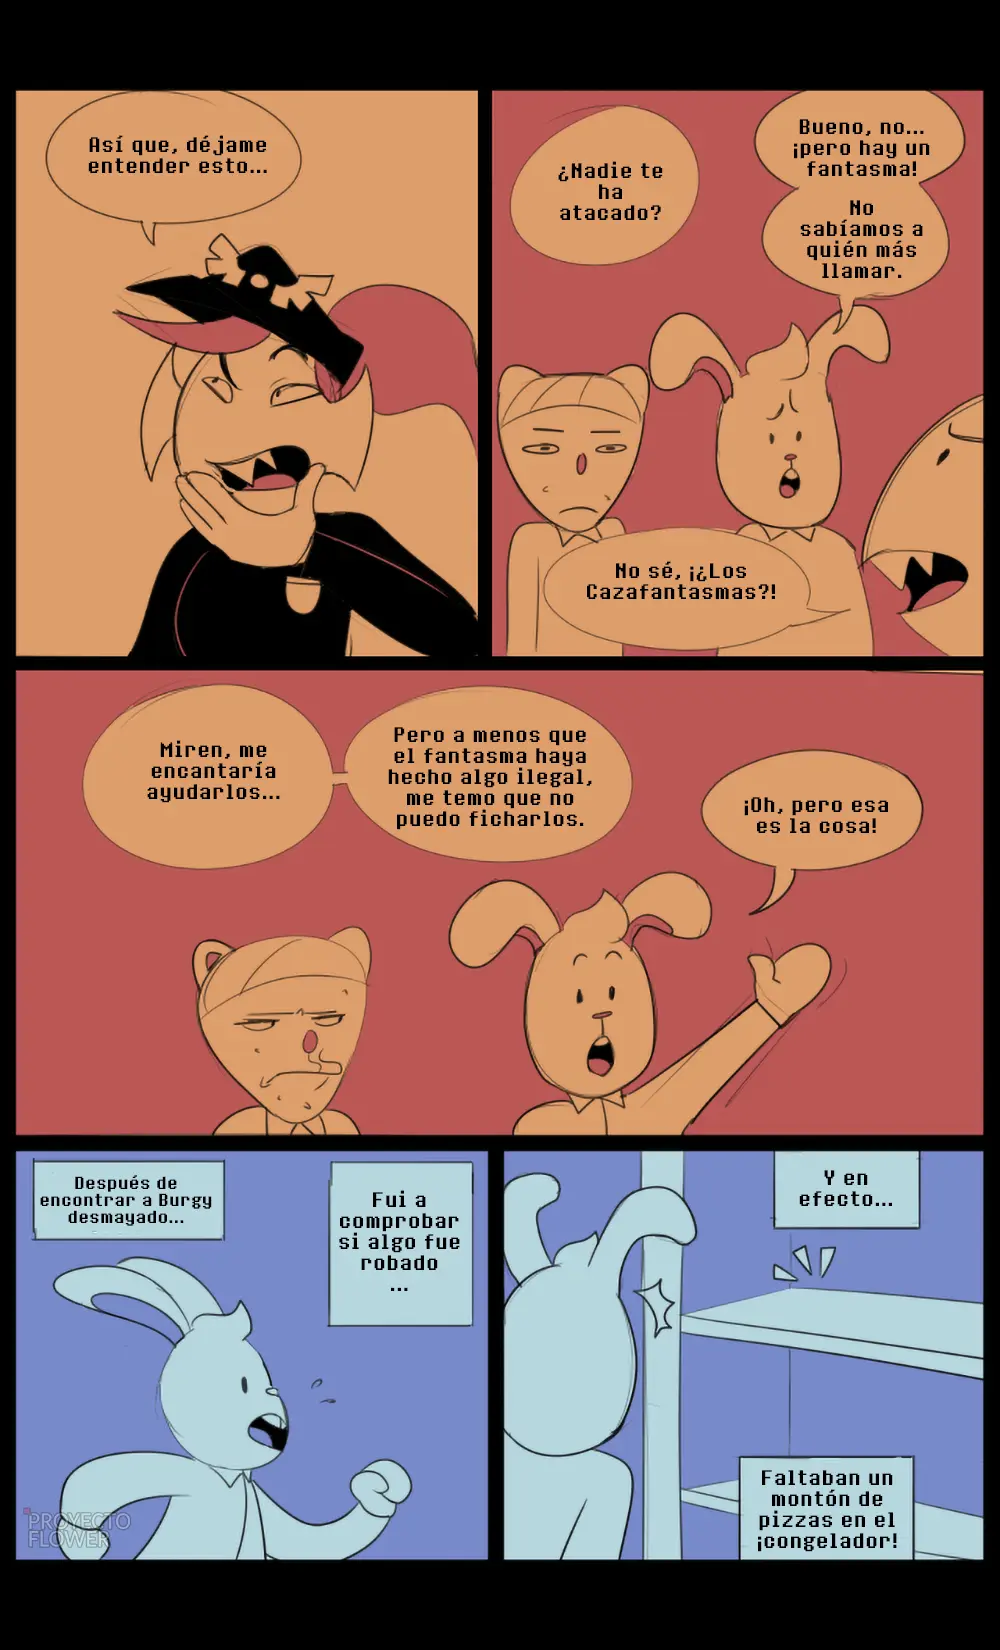 Así que, déjame
entender esto...
¿Nadie te
ha
atacado?
Bueno, no...
¡pero hay un
fantasma!
No
sabíamos a
quién más
llamar.
No sé, ¡¿Los
Cazafantasmas?!
Miren, me
encantaría
ayudarlos...
Pero a menos que
el fantasma haya
hecho algo ilegal,
me temo que no
puedo ficharlos.
¡Oh, pero esa
es la cosa!
Después de
encontrar a Burgy
desmayado...
Fui a
comprobar
si algo fue
robado
...
Y en
efecto...
Faltaban un
montón de
pizzas en el
¡congelador!
PROYECTO
FLOWER